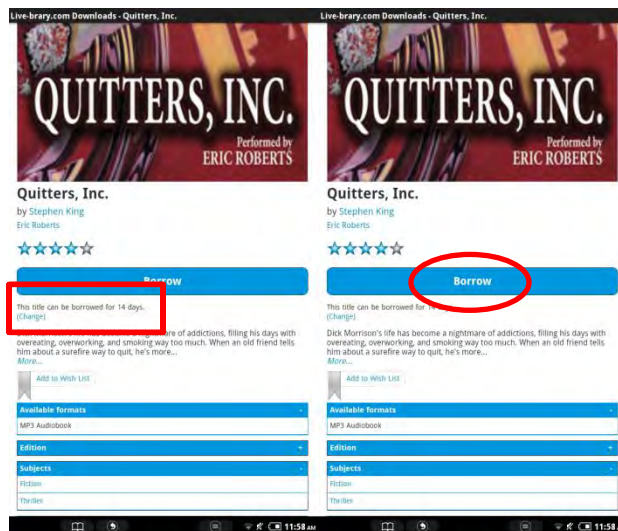 Live-brary.com Downloads - Quitters, Inc.
QUITTERS, INC.
Performed by
ERIC ROBERTS
Quitters, Inc.
by Stephen King
Eric Roberts
Borrow
This title can be borrowed for 14 days.
(Change)
are of addictions, filling his days with
overeating, overworking, and smoking way too much. When an old friend tells
him about a surefire way to quit, he's more...
More...
Add to Wish List
Available formats -
MP3 Audiobook
Edition +
Subjects -
Fiction
Thriller
11:58 AM
Live-brary.com Downloads - Quitters, Inc.
QUITTERS, INC.
Performed by
ERIC ROBERTS
Quitters, Inc.
by Stephen King
Eric Roberts
Borrow
This title can be borrowed for
(Change)
Dick Morrison's life has become a nightmare of addictions, filling his days with
overeating, overworking, and smoking way too much. When an old friend tells
him about a surefire way to quit, he's more...
More...
Add to Wish List
Available formats -
MP3 Audiobook
Edition +
Subjects -
Fiction
Thriller
11:58